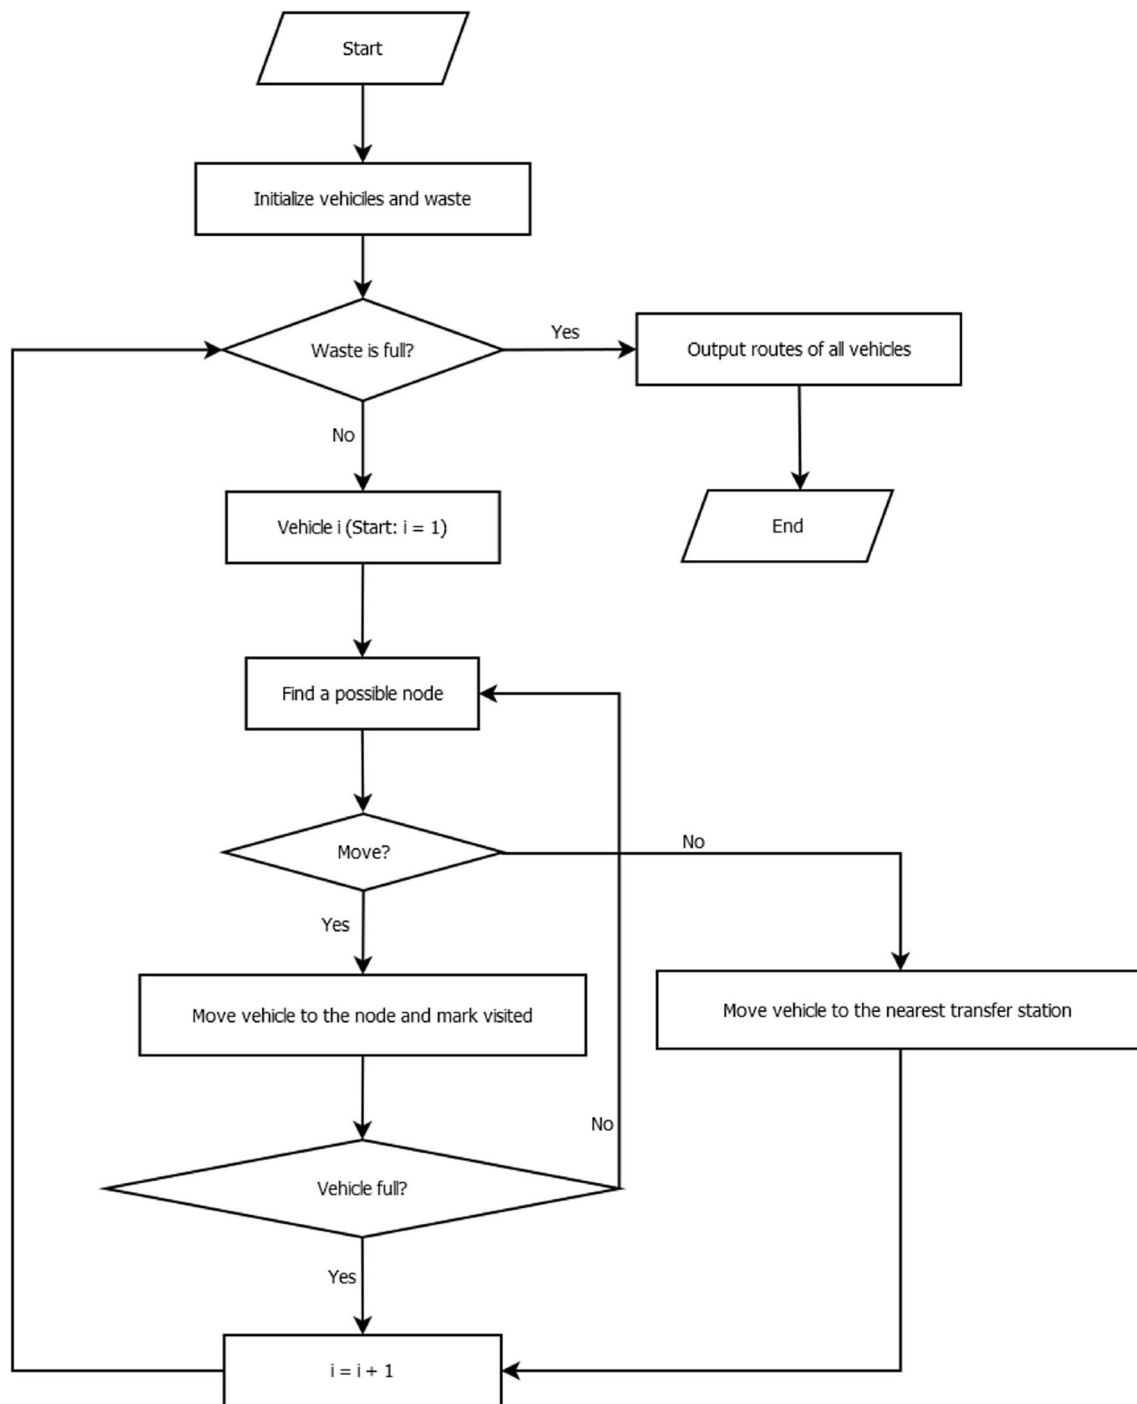 Start
Initialize vehiciles and waste
Waste is full?
Yes
Output routes of all vehicles
No
Vehicle i (Start: i = 1)
End
Find a possible node
Move?
No
Yes
Move vehicle to the node and mark visited
Move vehicle to the nearest transfer station
No
Vehicle full?
Yes
i = i + 1